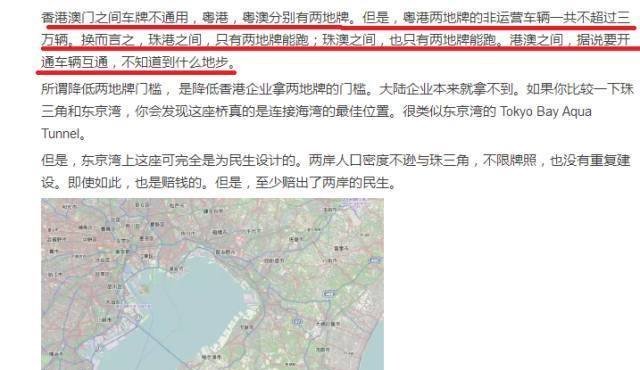 香港澳门之间车牌不通用，粤港，粤澳分别有两地牌。但是，粤港两地牌的非运营车辆一共不超过三
万辆。换而言之，珠港之间，只有两地牌能跑；珠澳之间，也只有两地牌能跑。港澳之间，据说要开
通车辆互通，不知道到什么地步。
所谓降低两地牌门槛， 是降低香港企业拿两地牌的门槛。大陆企业本来就拿不到。如果你比较一下珠
三角和东京湾，你会发现这座桥真的是连接海湾的最佳位置。很类似东京湾的 Tokyo Bay Aqua
Tunnel。
但是，东京湾上这座可完全是为民生设计的。两岸人口密度不逊与珠三角，不限牌照，也没有重复建
设。即使如此，也是赔钱的。但是，至少赔出了两岸的民生。